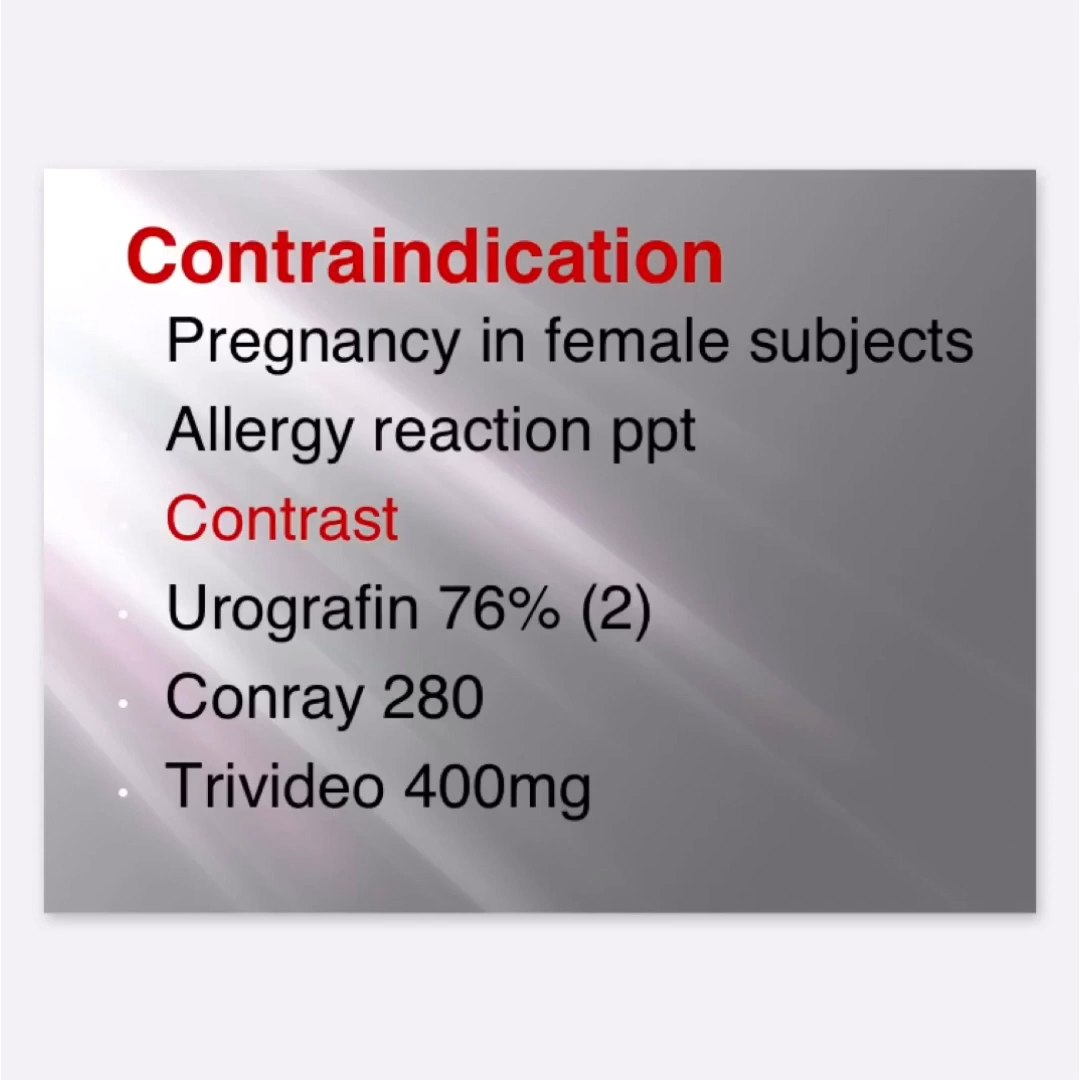 Contraindication
Pregnancy in female subjects
Allergy reaction ppt
Contrast
Urografin 76% (2)
Conray 280
Trivideo 400mg